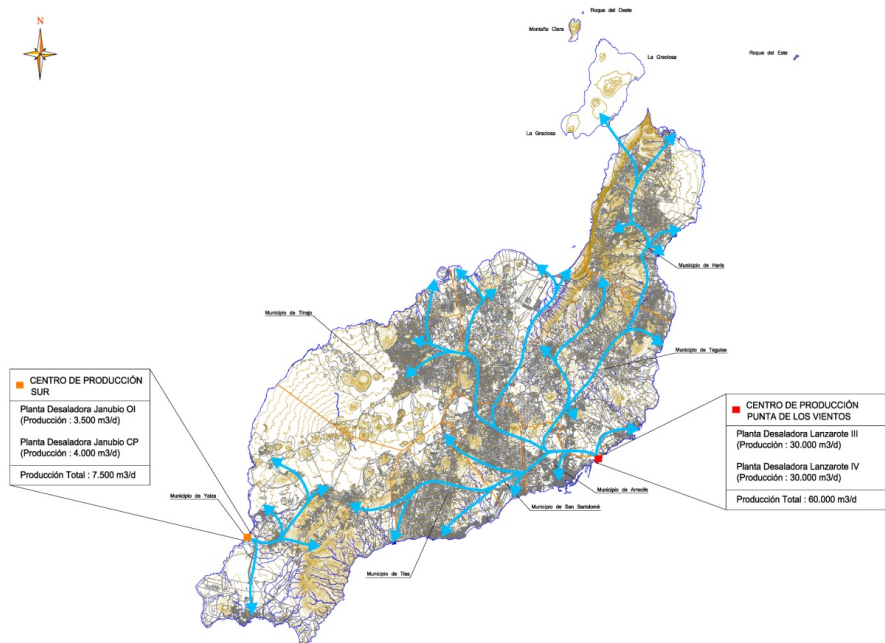 N
Roque del Oeste
Montaña Clara
La Graciosa
Roque del Este
La Graciosa
Municipio de Haría
Municipio de Tinajo
Municipio de Teguise
CENTRO DE PRODUCCIÓN
SUR
Planta Desaladora Janubio OI
(Producción : 3.500 m3/d)
Planta Desaladora Janubio CP
(Producción : 4.000 m3/d)
Producción Total : 7.500 m3/d
CENTRO DE PRODUCCIÓN
PUNTA DE LOS VIENTOS
Planta Desaladora Lanzarote III
(Producción : 30.000 m3/d)
Planta Desaladora Lanzarote IV
(Producción : 30.000 m3/d)
Producción Total : 60.000 m3/d
Municipio de Yaiza
Municipio de Arrecife
Municipio de San Bartolomé
Municipio de Tías